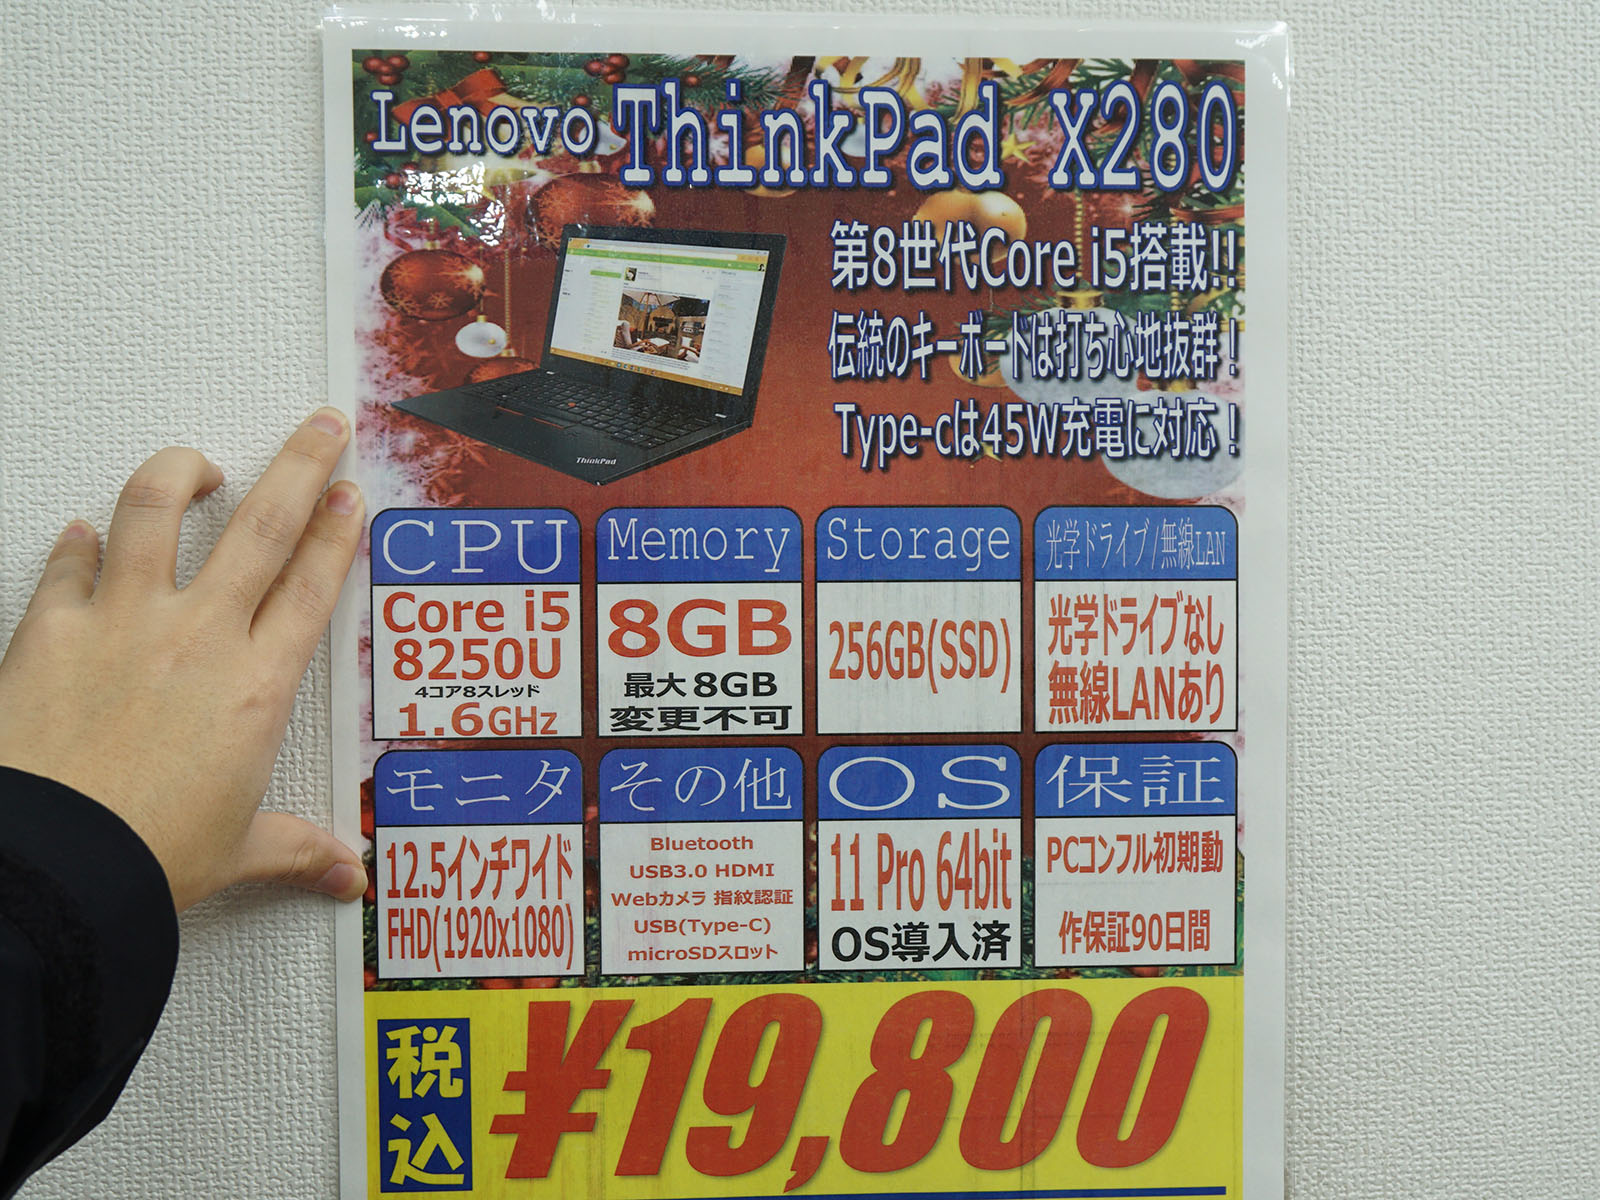 Lenovo ThinkPad X280
第8世代Core i5搭載!!
伝統のキーボードは打ち心地抜群!
Type-cは45W充電に対応!
ThinkPad
CPU
Core i5
8250U
4コア8スレッド
1.6GHz
Memory
8GB
最大8GB
変更不可
Storage
256GB(SSD)
光学ドライブ/無線LAN
光学ドライブなし
無線LANあり
モニタ
12.5インチワイド
FHD(1920x1080)
その他
Bluetooth
USB3.0 HDMI
Webカメラ 指紋認証
USB(Type-C)
microSDスロット
OS
11 Pro 64bit
OS導入済
保証
PCコンフル初期動
作保証90日間
税込
¥19,800